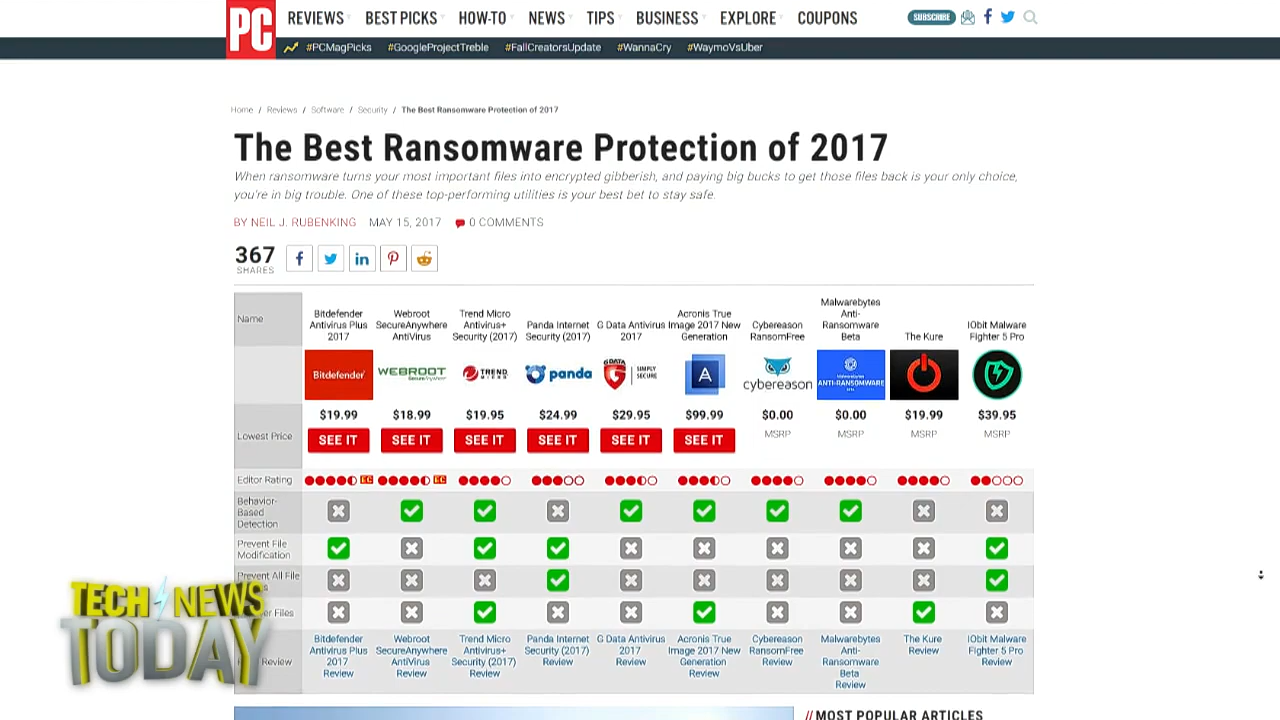 PC
REVIEWS BEST PICKS HOW-TO NEWS TIPS BUSINESS EXPLORE COUPONS SUBSCRIBE
#PCMagPicks #GoogleProjectTreble #FallCreatorsUpdate #WannaCry #WaymoVsUber
Home / Reviews / Software / Security / The Best Ransomware Protection of 2017
The Best Ransomware Protection of 2017
When ransomware turns your most important files into encrypted gibberish, and paying big bucks to get those files back is your only choice,
you're in big trouble. One of these top-performing utilities is your best bet to stay safe.
BY NEIL J. RUBENKING MAY 15, 2017 0 COMMENTS
367
SHARES
Name
Bitdefender
Antivirus Plus
2017
Webroot
SecureAnywhere
AntiVirus
Trend Micro
Antivirus+
Security (2017)
Panda Internet
Security (2017)
G Data Antivirus
2017
Acronis True
Image 2017 New
Generation
Cybereason
RansomFree
Malwarebytes
Anti-
Ransomware
Beta
The Kure
IObit Malware
Fighter 5 Pro
Bitdefender
WEBROOT
SecureAnywhere
TREND
MICRO
panda
G DATA
SIMPLY
SECURE
A
cybereason
ANTI-RANSOMWARE
Lowest Price
$19.99 $18.99 $19.95 $24.99 $29.95 $99.99 $0.00 $0.00 $19.99 $39.95
SEE IT SEE IT SEE IT SEE IT SEE IT SEE IT MSRP MSRP MSRP MSRP
Editor Rating EC EC
Behavior-
Based
Detection
Prevent File
Modification
Prevent All File
Files
Review
Bitdefender
Antivirus Plus
2017
Review
Webroot
SecureAnywhere
AntiVirus
Review
Trend Micro
Antivirus+
Security (2017)
Review
Panda Internet
Security (2017)
Review
G Data Antivirus
2017
Review
Acronis True
Image 2017 New
Generation
Review
Cybereason
RansomFree
Review
Malwarebytes
Anti-
Ransomware
Beta
Review
The Kure
Review
IObit Malware
Fighter 5 Pro
Review
TECH NEWS
TODAY
// MOST POPULAR ARTICLES